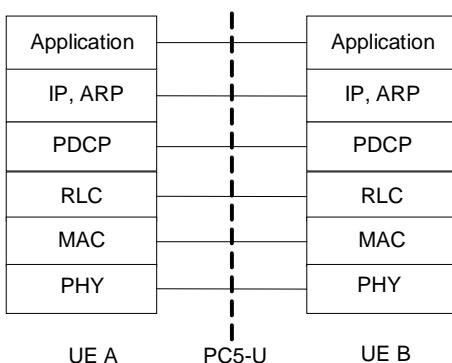 Application Application
IP, ARP IP, ARP
PDCP PDCP
RLC RLC
MAC MAC
PHY PHY
UE A PC5-U UE B